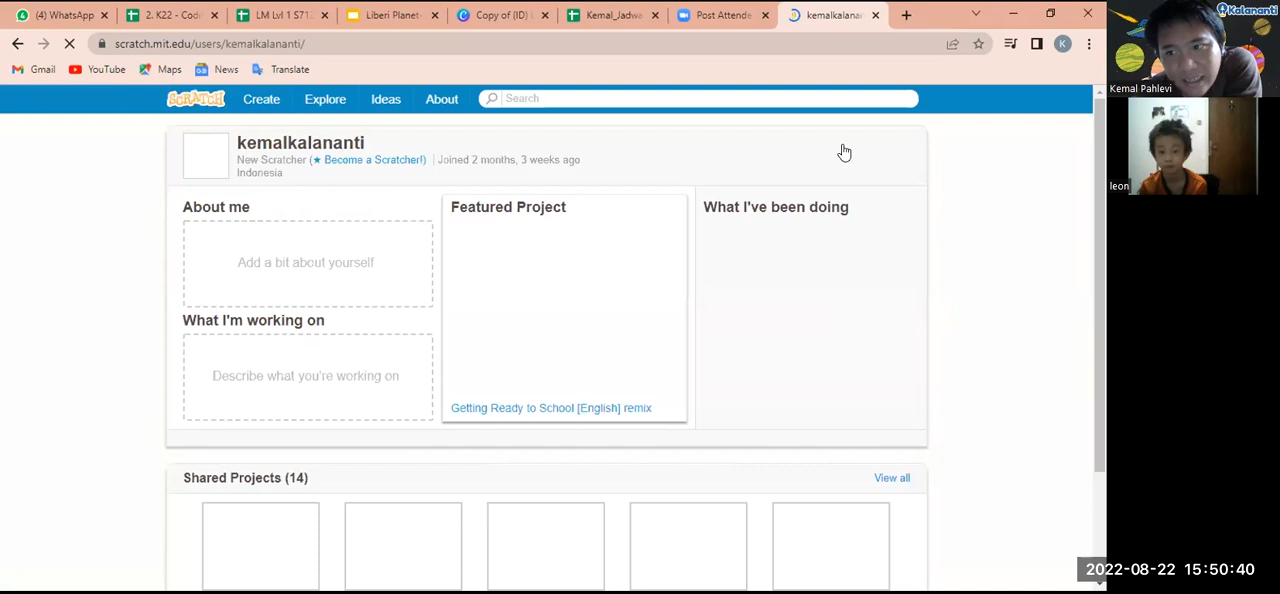 (4) WhatsApp
2. K22 - Codi
LM Lvl 1 S71
Liberi Planet
Copy of (ID) L
Kemal_Jadwa
Post Attende
kemalkalanan
scratch.mit.edu/users/kemalkalananti/
K
Gmail YouTube Maps News Translate
SCRATCH Create Explore Ideas About Search
kemalkalananti
New Scratcher (★ Become a Scratcher!) | Joined 2 months, 3 weeks ago
Indonesia
About me
Add a bit about yourself
What I'm working on
Describe what you're working on
Featured Project
Getting Ready to School [English] remix
What I've been doing
Shared Projects (14) View all
Kalananti
Kemal Pahlevi
leon
2022-08-22 15:50:40